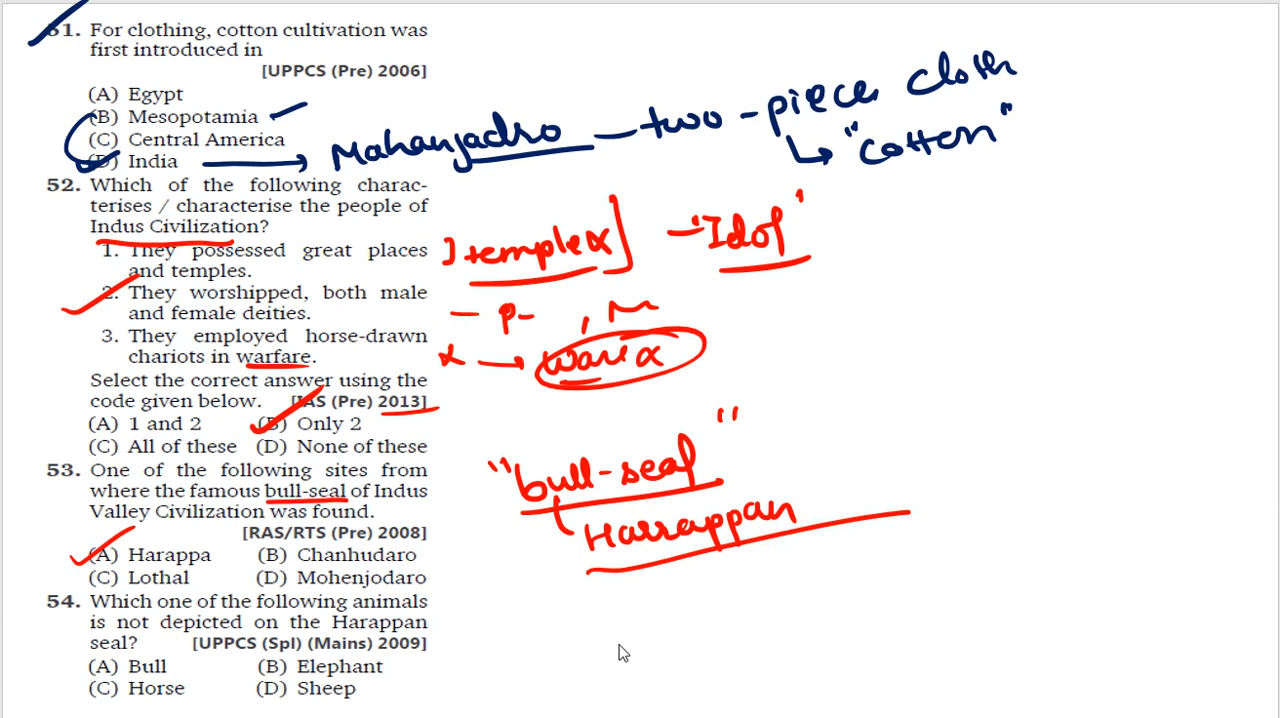 51. For clothing, cotton cultivation was
first introduced in
[UPPCS (Pre) 2006]
(A) Egypt
(B) Mesopotamia
(C) Central America
(D) India
Mahanjadro — two-piece cloth
"cotton"
52. Which of the following charac-
terises / characterise the people of
Indus Civilization?
1. They possessed great places
and temples.
temple x] - "Idol"
2. They worshipped, both male
and female deities.
- P- , M
3. They employed horse-drawn
chariots in warfare.
x → war x
Select the correct answer using the
code given below. [IAS (Pre) 2013]
(A) 1 and 2 (B) Only 2
(C) All of these (D) None of these
53. One of the following sites from
where the famous bull-seal of Indus
Valley Civilization was found.
[RAS/RTS (Pre) 2008]
"bull-seal"
Harrappan
(A) Harappa (B) Chanhudaro
(C) Lothal (D) Mohenjodaro
54. Which one of the following animals
is not depicted on the Harappan
seal? [UPPCS (Spl) (Mains) 2009]
(A) Bull (B) Elephant
(C) Horse (D) Sheep